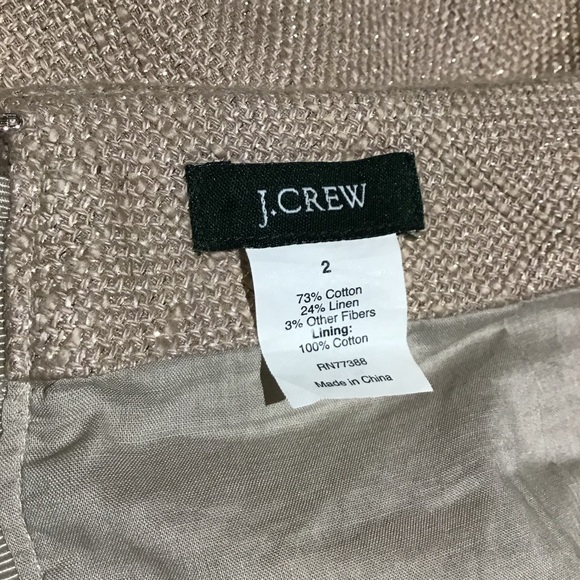 J.CREW
2
73% Cotton
24% Linen
3% Other Fibers
Lining:
100% Cotton
RN77388
Made in China